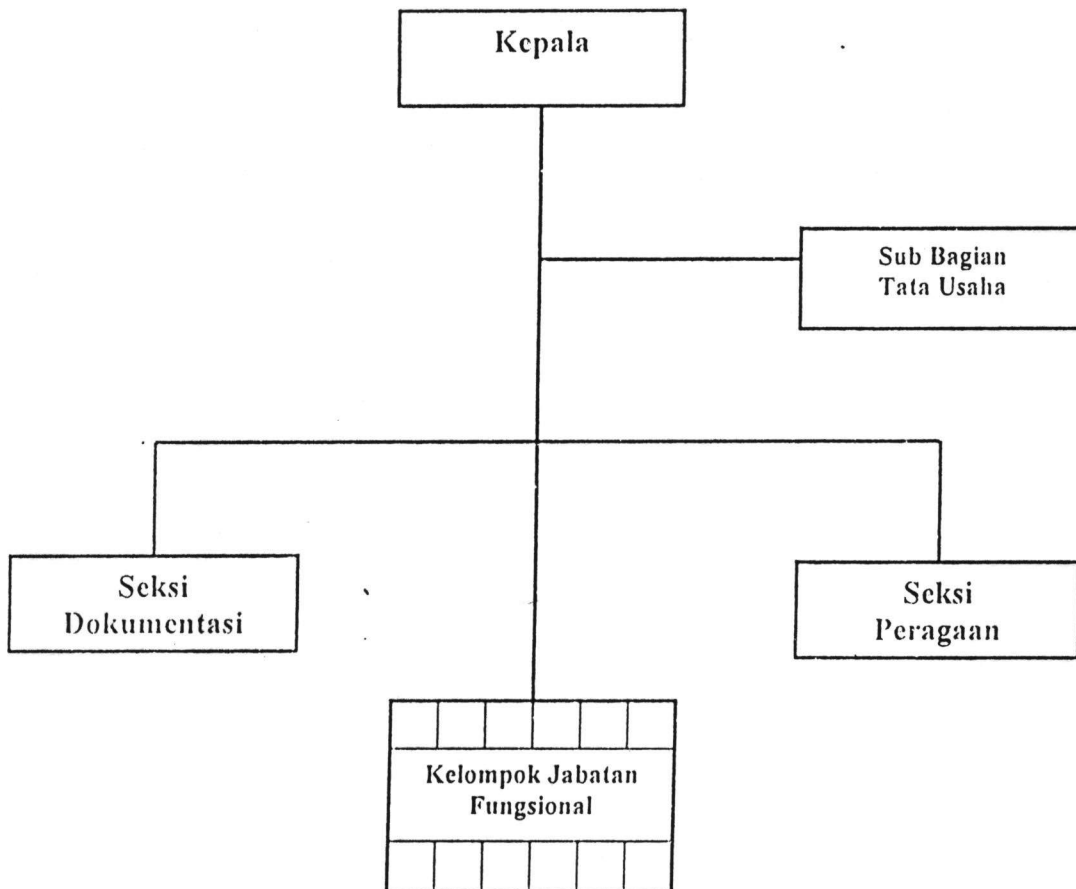 Kepala
Sub Bagian
Tata Usaha
Seksi
Dokumentasi
Seksi
Peragaan
Kelompok Jabatan
Fungsional